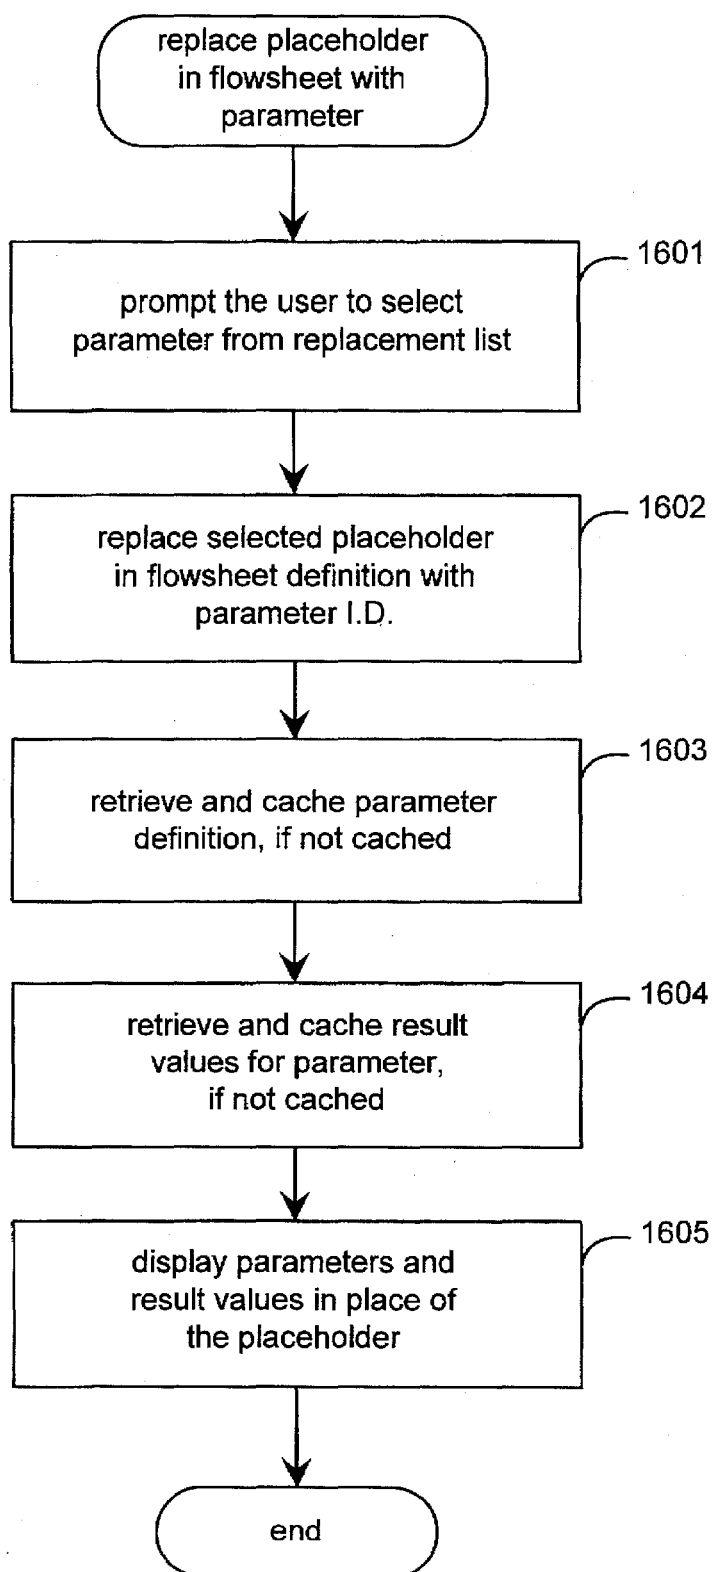 replace placeholder
in flowsheet with
parameter
1601
prompt the user to select
parameter from replacement list
1602
replace selected placeholder
in flowsheet definition with
parameter I.D.
1603
retrieve and cache parameter
definition, if not cached
1604
retrieve and cache result
values for parameter,
if not cached
1605
display parameters and
result values in place of
the placeholder
end